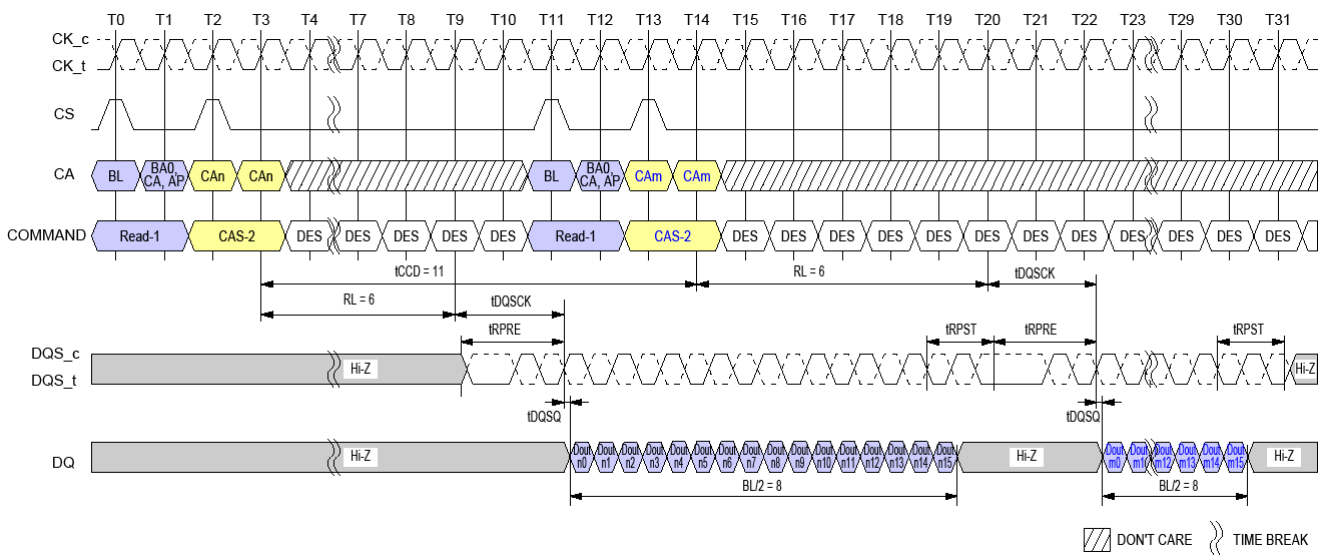 T0 T1 T2 T3 T4 T7 T8 T9 T10 T11 T12 T13 T14 T15 T16 T17 T18 T19 T20 T21 T22 T23 T29 T30 T31
CK_c
CK_t
CS
CA BL BA0, CA, AP CAn CAn BL BA0, CA, AP CAm CAm
COMMAND Read-1 CAS-2 DES DES DES DES DES Read-1 CAS-2 DES DES DES DES DES DES DES DES DES DES DES DES
tCCD = 11 RL = 6 tDQSCK
RL = 6 tDQSCK
tRPRE tRPST tRPRE tRPST
DQS_c
DQS_t
Hi-Z Hi-Z
tDQSQ tDQSQ
DQ Hi-Z Dout n0 Dout n1 Dout n2 Dout n3 Dout n4 Dout n5 Dout n6 Dout n7 Dout n8 Dout n9 Dout n10 Dout n11 Dout n12 Dout n13 Dout n14 Dout n15 Hi-Z Dout m0 Dout m1 Dout m12 Dout m13 Dout m14 Dout m15 Hi-Z
BL/2 = 8 BL/2 = 8
DON'T CARE TIME BREAK